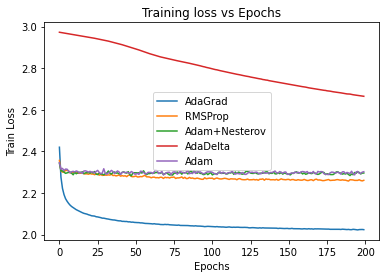 Training loss vs Epochs
3.0
2.8
2.6
2.4
2.2
2.0
Train Loss
AdaGrad
RMSProp
Adam+Nesterov
AdaDelta
Adam
0 25 50 75 100 125 150 175 200
Epochs